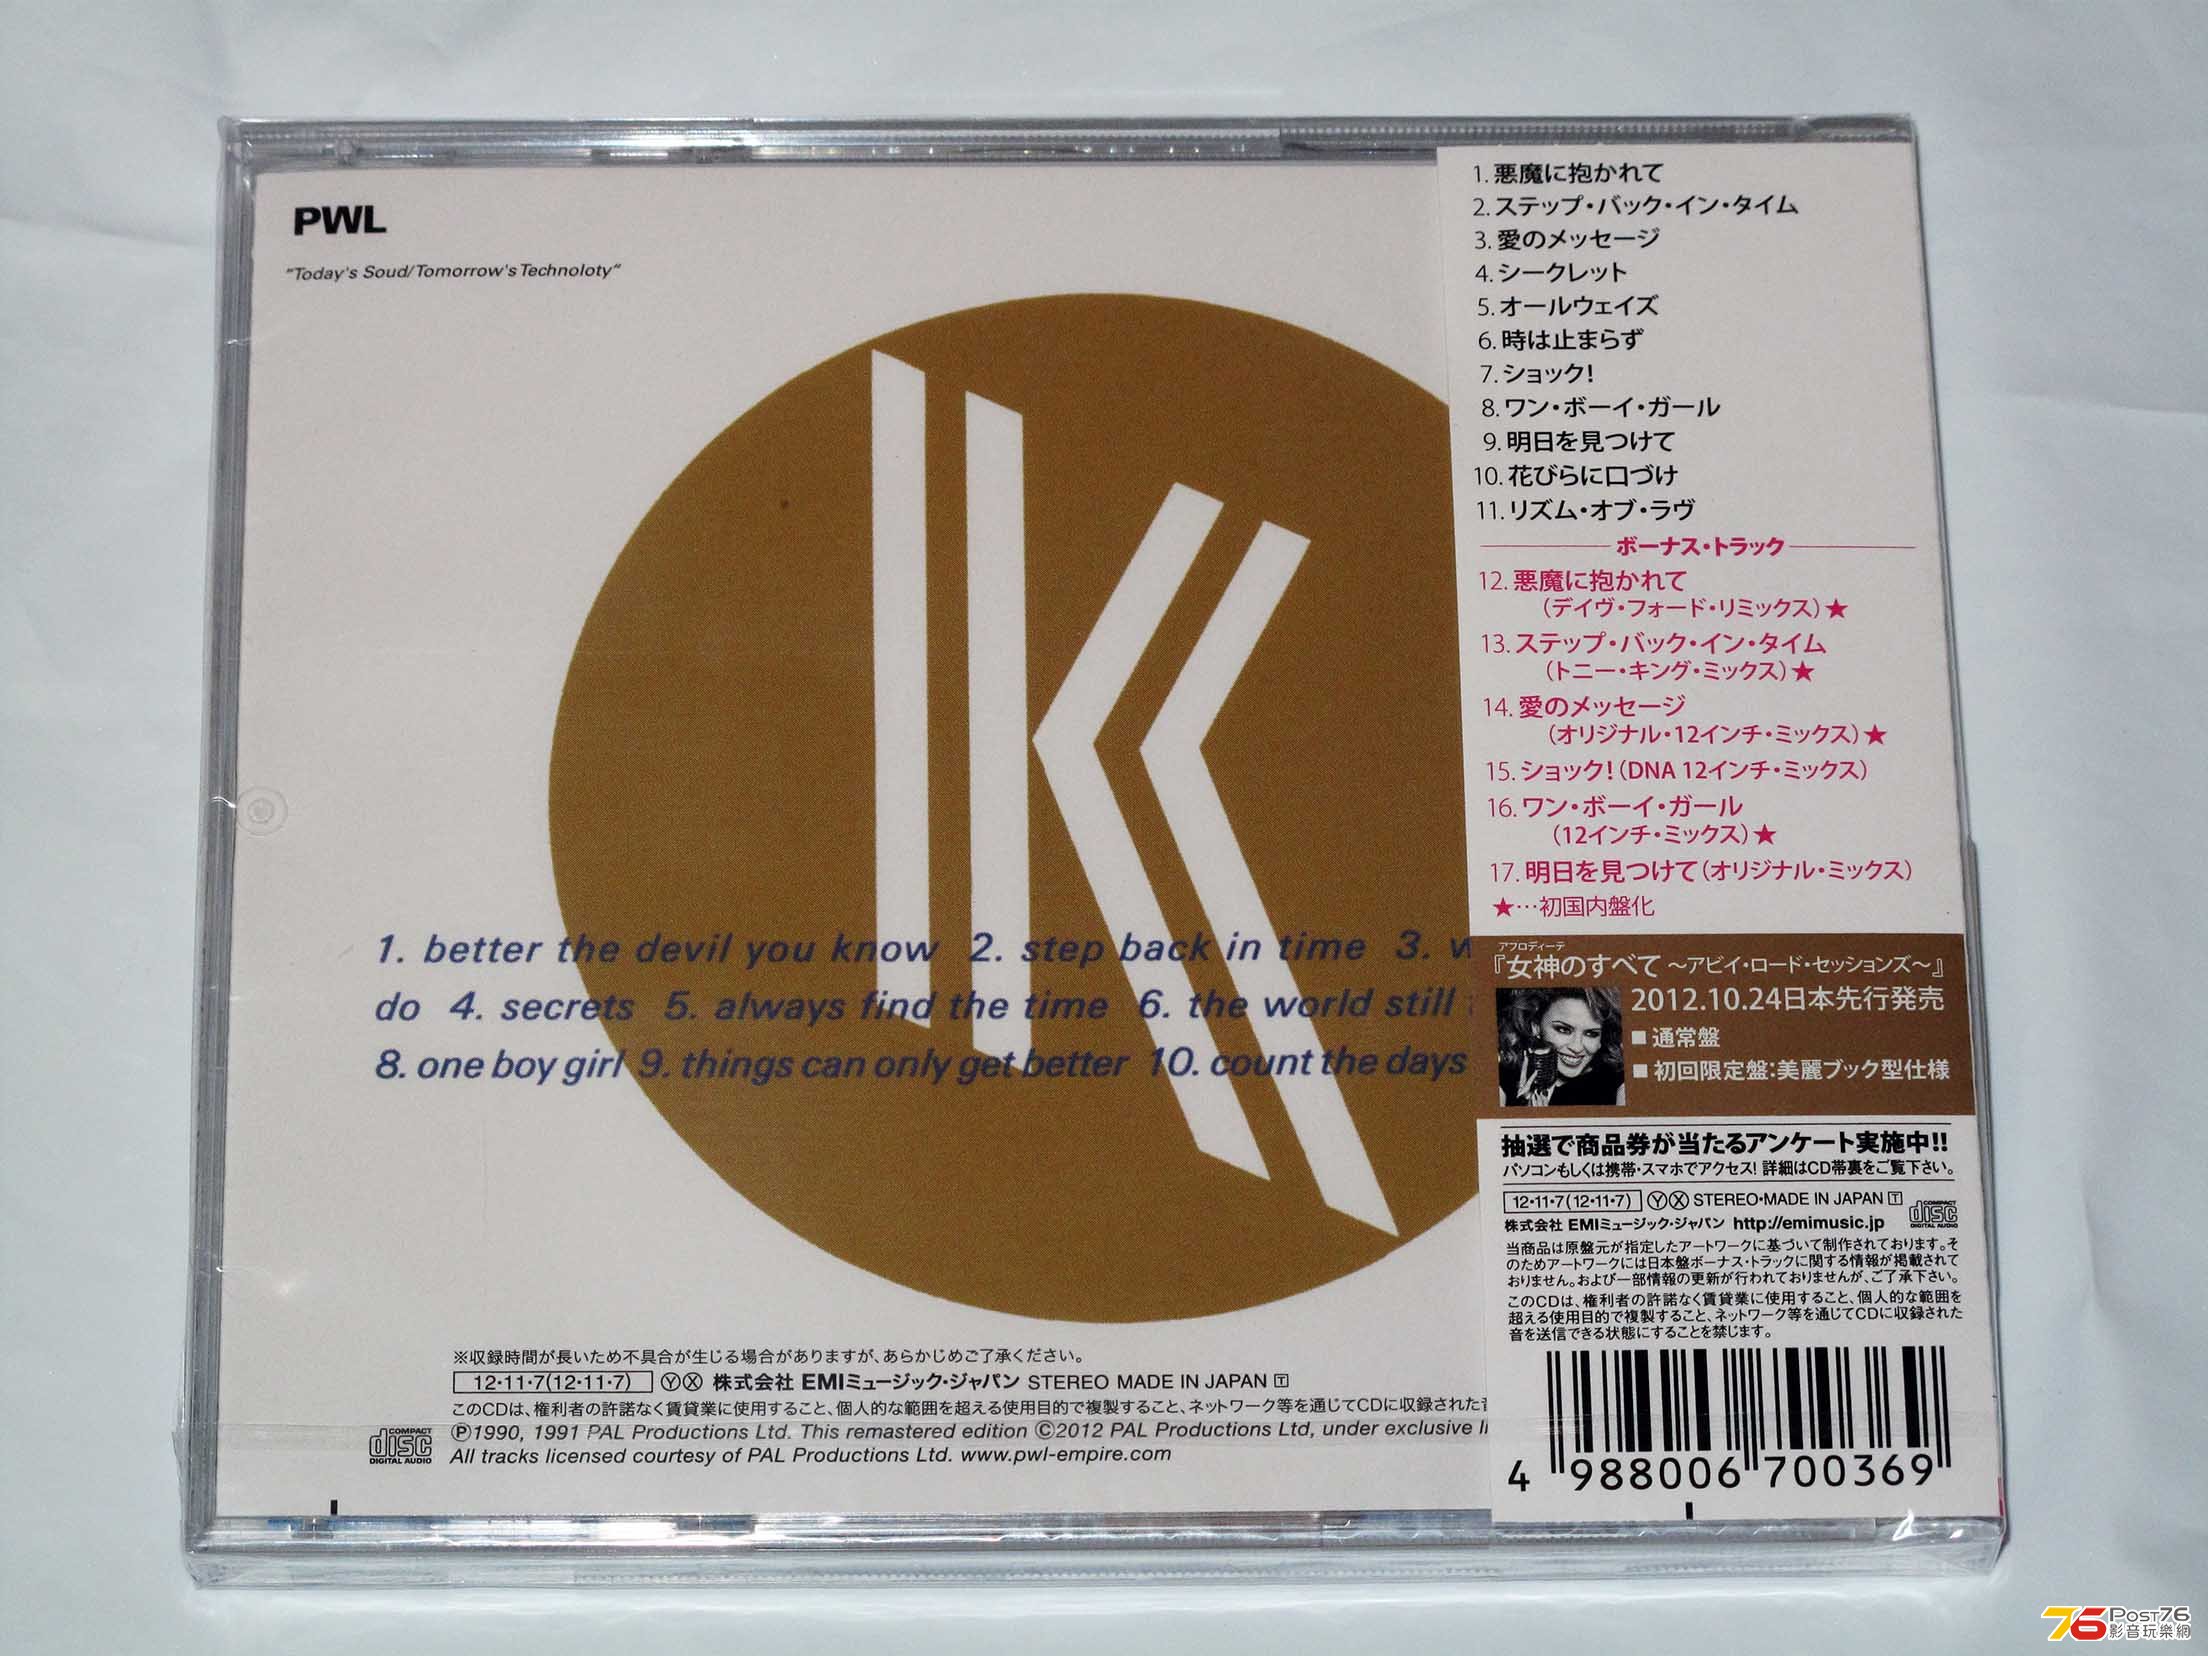 PWL
"Today's Soud/Tomorrow's Technoloty"
1. better the devil you know 2. step back in time 3. w
do 4. secrets 5. always find the time 6. the world still
8. one boy girl 9. things can only get better 10. count the days
※収録時間が長いため不具合が生じる場合がありますが、あらかじめご了承ください。
12・11・7(12・11・7) ⓎⓍ 株式会社 EMIミュージック・ジャパン STEREO MADE IN JAPAN 🅃
このCDは、権利者の許諾なく賃貸業に使用すること、個人的な範囲を超える使用目的で複製すること、ネットワーク等を通じてCDに収録された音
Ⓟ1990, 1991 PAL Productions Ltd. This remastered edition ©2012 PAL Productions Ltd, under exclusive
All tracks licensed courtesy of PAL Productions Ltd. www.pwl-empire.com
COMPACT
disc
DIGITAL AUDIO
1. 悪魔に抱かれて
2. ステップ・バック・イン・タイム
3. 愛のメッセージ
4. シークレット
5. オールウェイズ
6. 時は止まらず
7. ショック!
8. ワン・ボーイ・ガール
9. 明日を見つけて
10. 花びらに口づけ
11. リズム・オブ・ラヴ
ボーナス・トラック
12. 悪魔に抱かれて
(デイヴ・フォード・リミックス)★
13. ステップ・バック・イン・タイム
(トニー・キング・ミックス)★
14. 愛のメッセージ
(オリジナル・12インチ・ミックス)★
15. ショック!(DNA 12インチ・ミックス)
16. ワン・ボーイ・ガール
(12インチ・ミックス)★
17. 明日を見つけて(オリジナル・ミックス)
★…初国内盤化
アフロディーテ
『女神のすべて ～アビイ・ロード・セッションズ～』
2012.10.24日本先行発売
■ 通常盤
■ 初回限定盤:美麗ブック型仕様
抽選で商品券が当たるアンケート実施中!!
パソコンもしくは携帯・スマホでアクセス! 詳細はCD帯裏をご覧下さい。
12・11・7(12・11・7) ⓎⓍ STEREO・MADE IN JAPAN 🅃
COMPACT
disc
DIGITAL AUDIO
株式会社 EMIミュージック・ジャパン http://emimusic.jp
当商品は原盤元が指定したアートワークに基づいて制作されております。そ
のためアートワークには日本盤ボーナス・トラックに関する情報が掲載されて
おりません。および一部情報の更新が行われておりませんが、ご了承下さい。
このCDは、権利者の許諾なく賃貸業に使用すること、個人的な範囲を
超える使用目的で複製すること、ネットワーク等を通じてCDに収録された
音を送信できる状態にすることを禁じます。
4 988006 700369
76 POST76
影音玩樂網